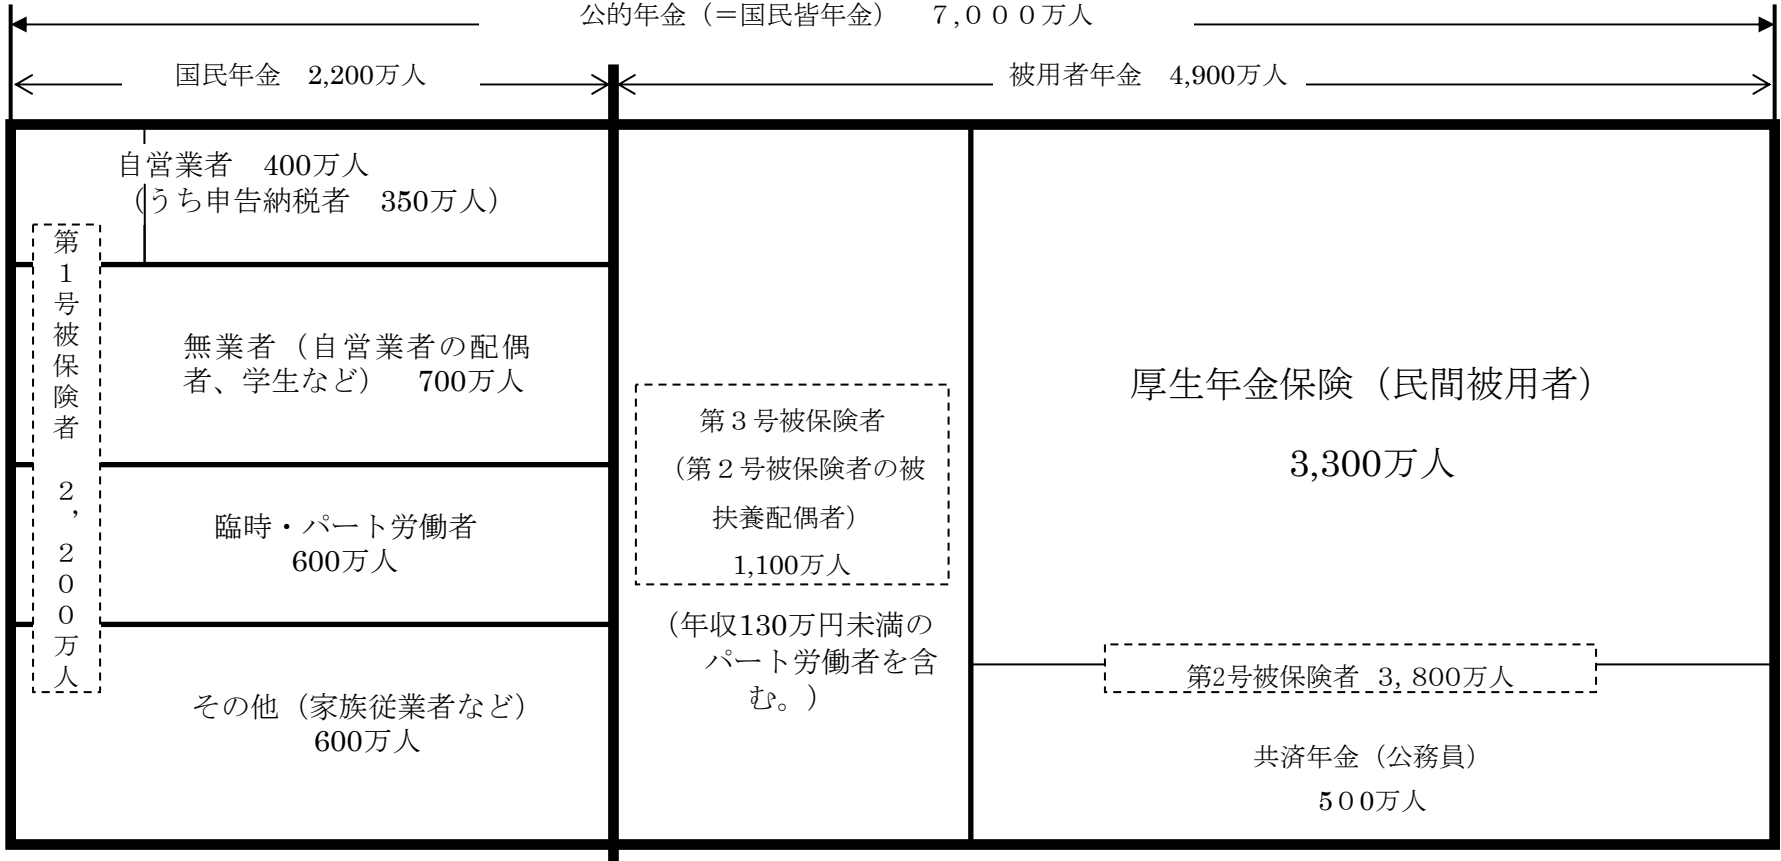 公的年金（＝国民皆年金）　７,０００万人
国民年金　2,200万人
被用者年金　4,900万人
自営業者　400万人
（うち申告納税者　350万人）
第１号被保険者　２，２００万人
無業者（自営業者の配偶
者、学生など）　700万人
臨時・パート労働者
600万人
その他（家族従業者など）
600万人
第３号被保険者
（第２号被保険者の被
扶養配偶者）
1,100万人
（年収130万円未満の
パート労働者を含
む。）
厚生年金保険（民間被用者）
3,300万人
第2号被保険者　3，800万人
共済年金（公務員）
5００万人